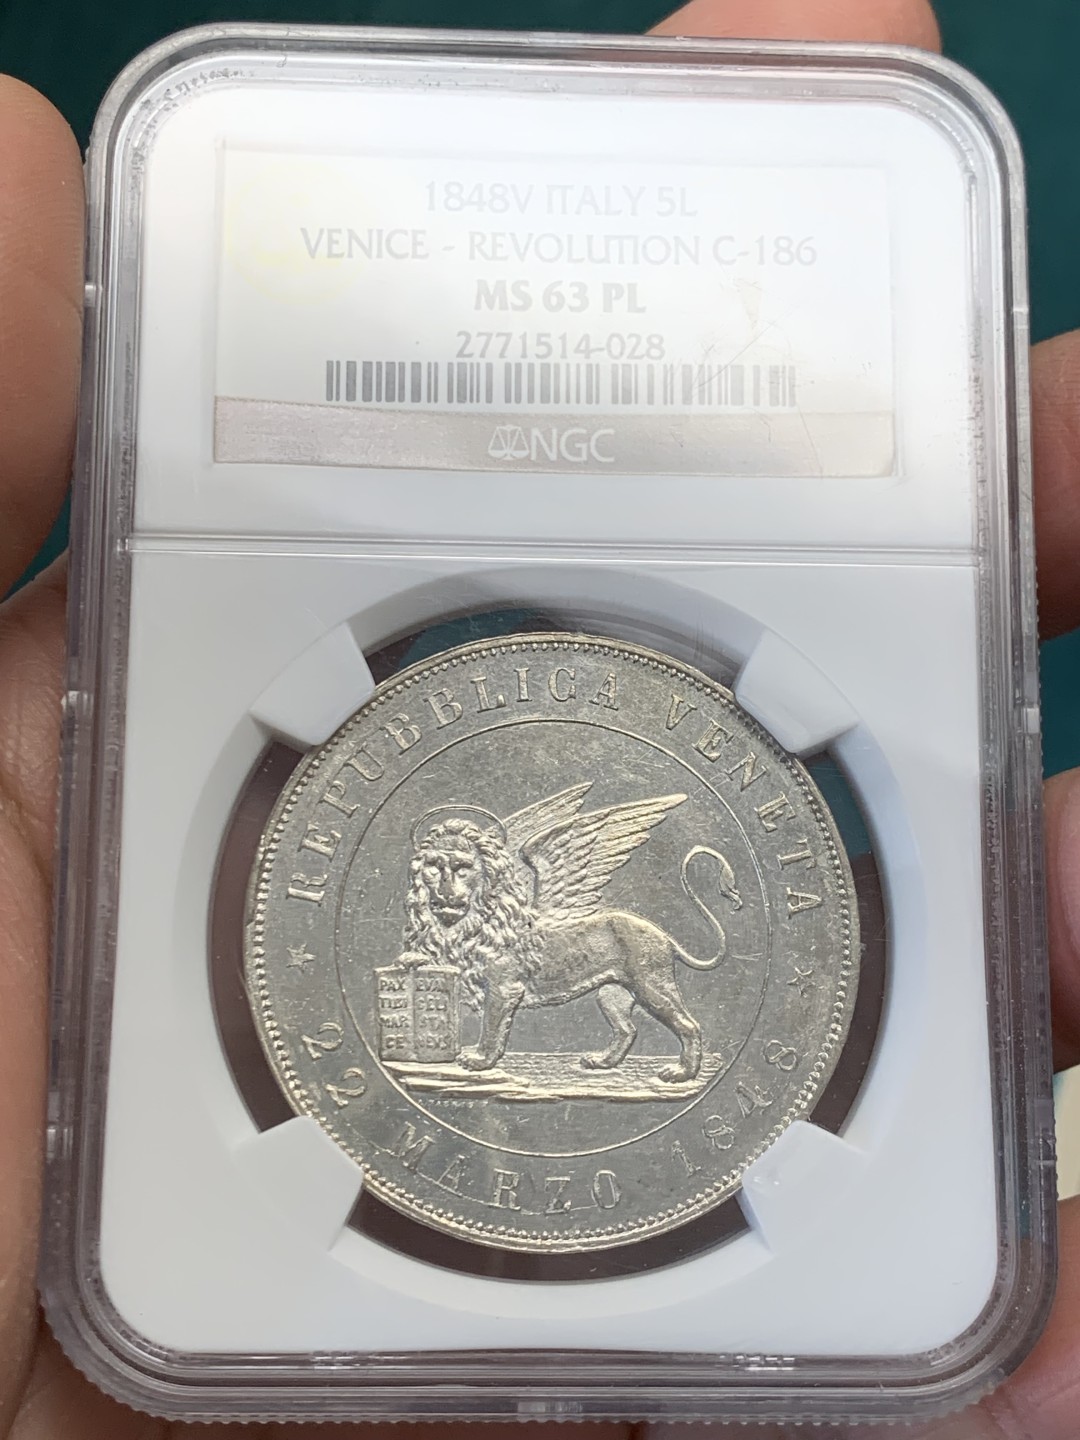 1848V ITALY 5L
VENICE - REVOLUTION C-186
MS 63 PL
2771514-028
NGC
REPUBBLICA VENETA
PAX EVAN
TIBI GELI
MAR STA
CE MEVS
22 MARZO 1848